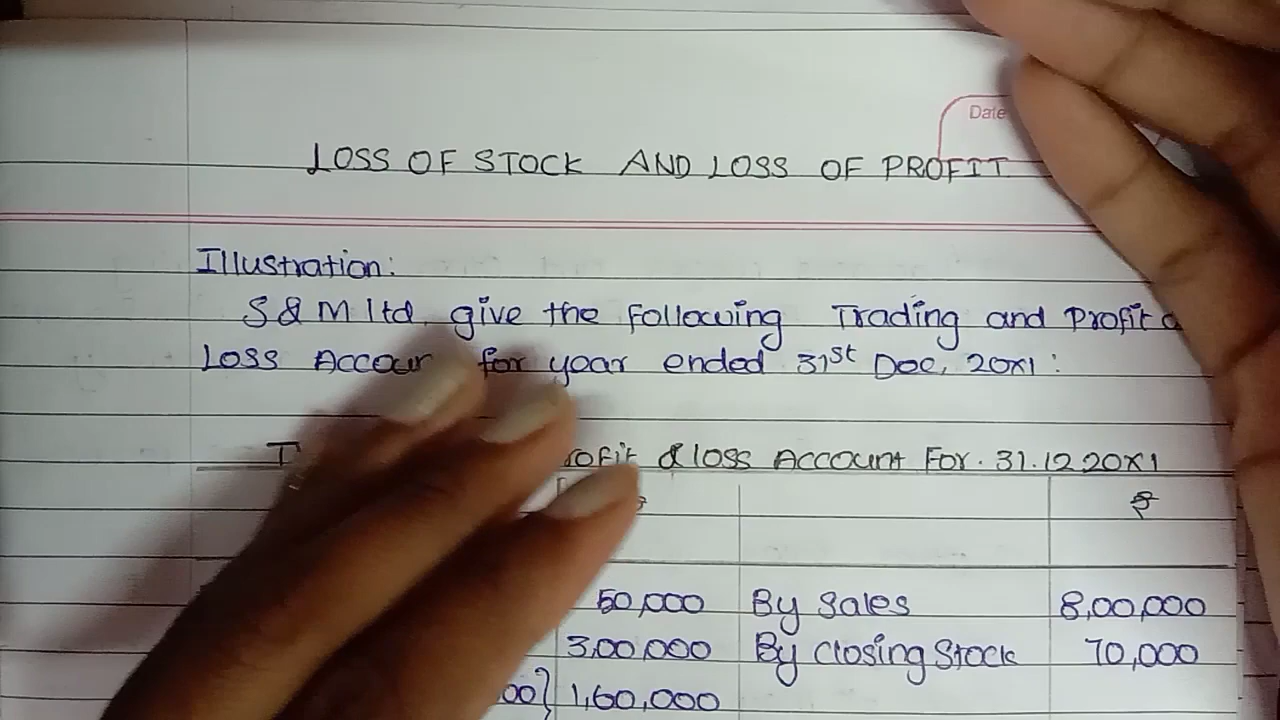 Date
LOSS OF STOCK AND LOSS OF PROFIT
Illustration:
S & M ltd give the following Trading and Profit
Loss Account for year ended 31st Dec, 20x1:
& loss Account For. 31.12.20x1
₹
50,000 By Sales 8,00,000
3,00,000 By Closing Stock 70,000
00} 1,60,000